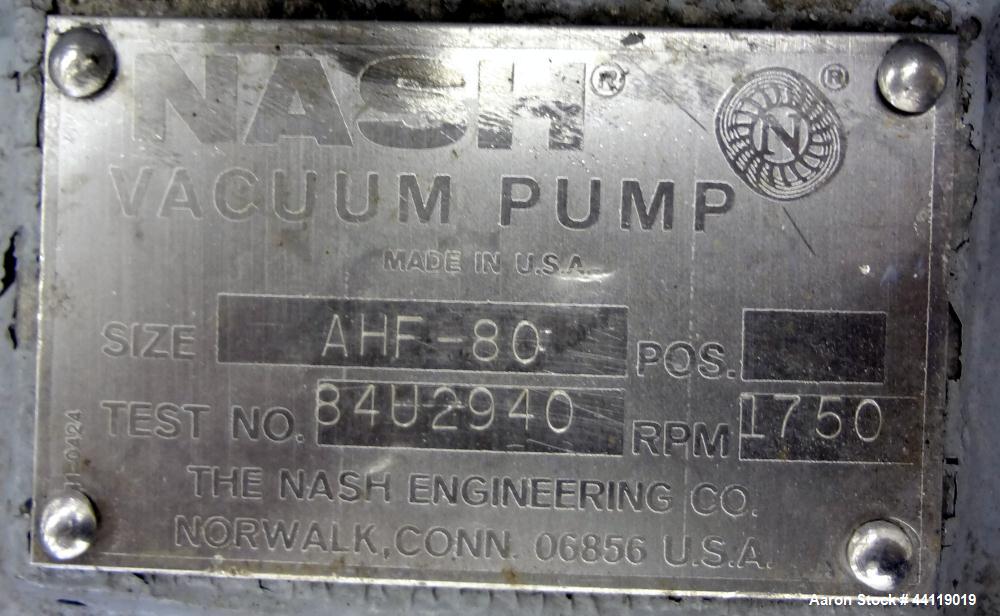 NASH® N ®
VACUUM PUMP
MADE IN U.S.A.
SIZE AHF-80 POS.
TEST NO. 84U2940 RPM 1750
THE NASH ENGINEERING CO.
NORWALK, CONN. 06856 U.S.A.
Aaron Stock # 44119019